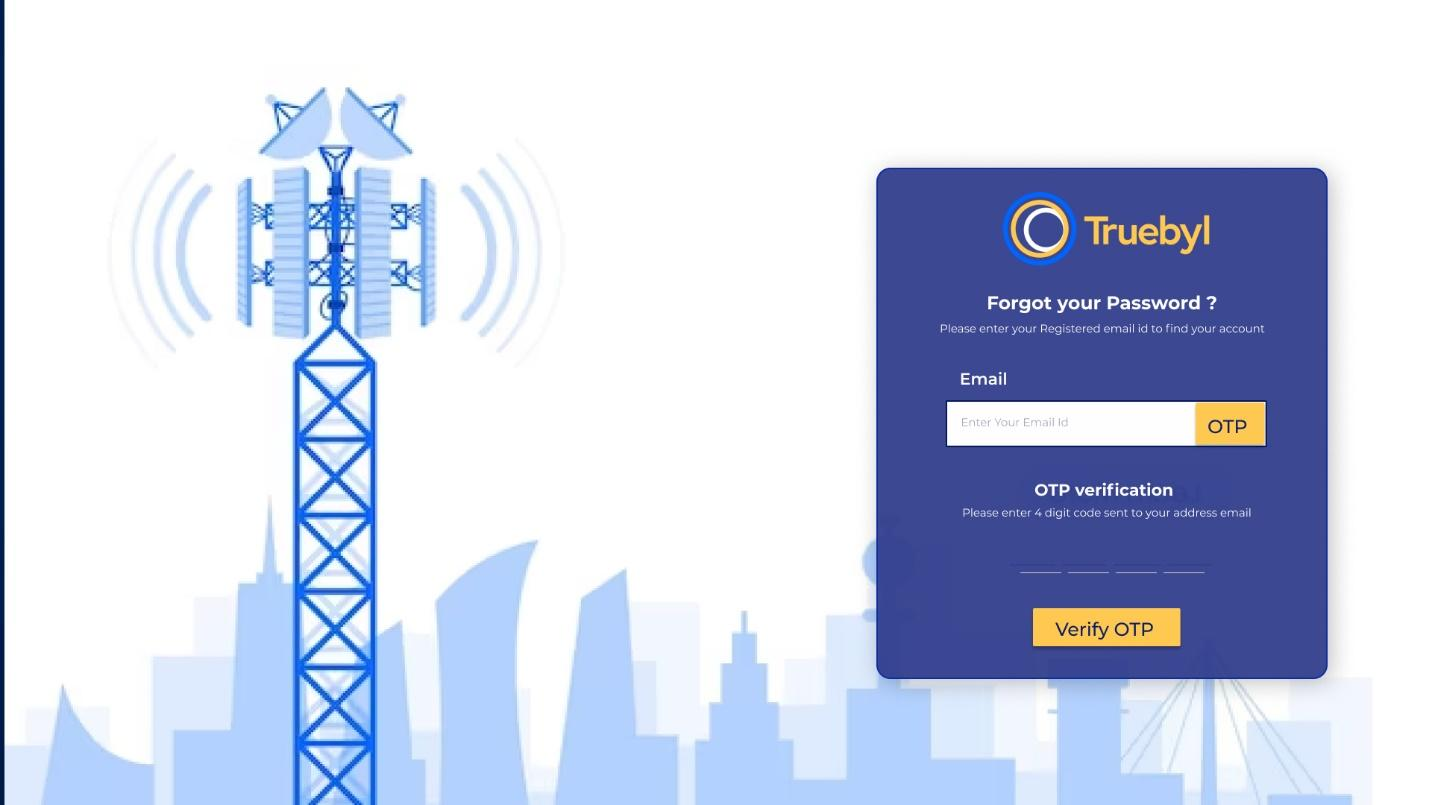 Truebyl
Forgot your Password ?
Please enter your Registered email id to find your account
Email
Enter Your Email Id
OTP
OTP verification
Please enter 4 digit code sent to your address email
Verify OTP